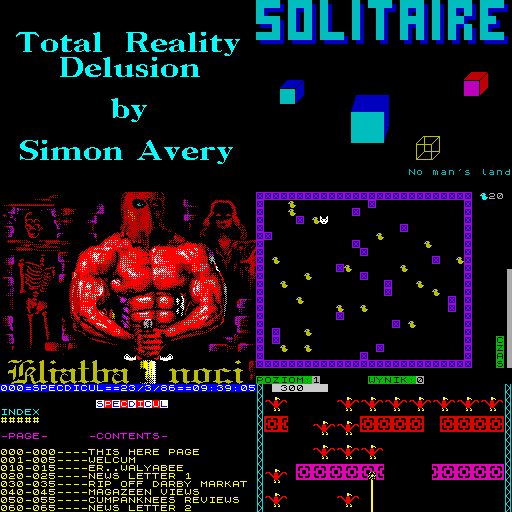 Total Reality
Delusion
by
Simon Avery
SOLITAIRE
No man's land
Kliatba noci
20
CZAS
POZIOM:1
WYNIK:0
000=SPECDICUL==23/3/86==09:39:05
SPECDICUL
INDEX
#####
-PAGE- -CONTENTS-
000-000----THIS HERE PAGE
001-005----WELCUM
010-015----ER..WALYABEE
020-025----NEWS LETTER 1
030-035----RIP OFF DARBY MARKAT
040-045----MAGAZEEN VIEWS
050-055----CUMPANKNEES REVIEWS
060-065----NEWS LETTER 2
300